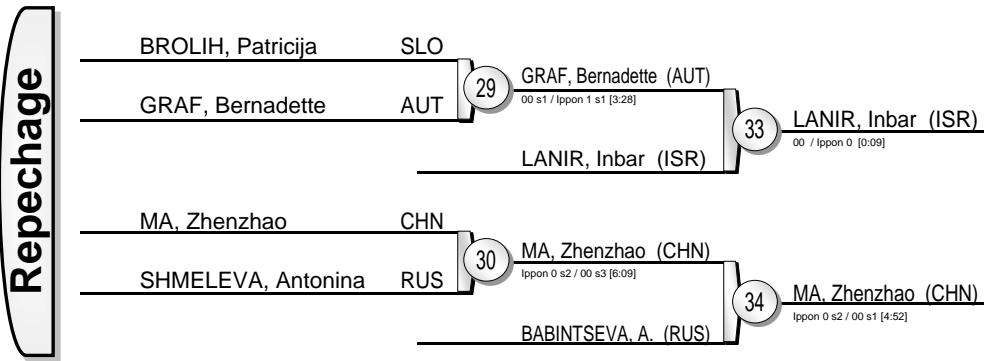 Repechage
BROLIH, Patricija SLO
GRAF, Bernadette AUT
29
GRAF, Bernadette (AUT)
00 s1 / Ippon 1 s1 [3:28]
LANIR, Inbar (ISR)
33
LANIR, Inbar (ISR)
00 / Ippon 0 [0:09]
MA, Zhenzhao CHN
SHMELEVA, Antonina RUS
30
MA, Zhenzhao (CHN)
Ippon 0 s2 / 00 s3 [6:09]
BABINTSEVA, A. (RUS)
34
MA, Zhenzhao (CHN)
Ippon 0 s2 / 00 s1 [4:52]